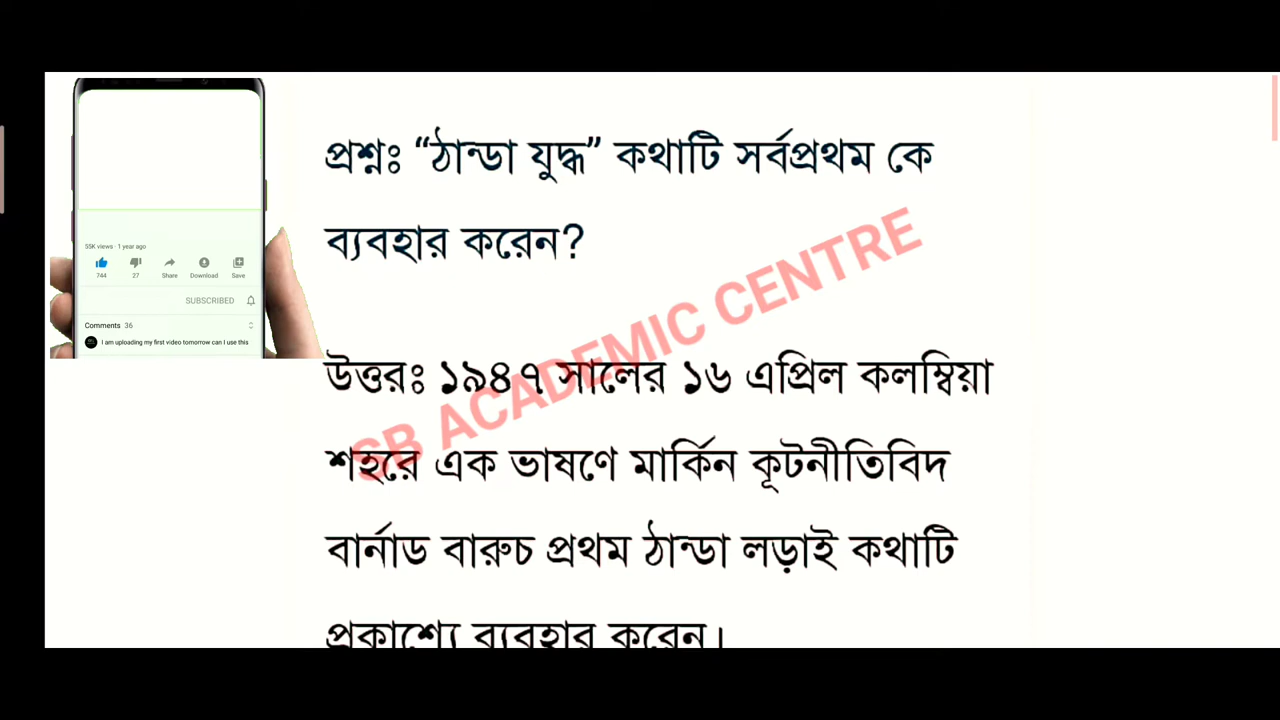 প্রশ্নঃ “ঠান্ডা যুদ্ধ” কথাটি সর্বপ্রথম কে
ব্যবহার করেন?
55K views · 1 year ago
744
27
Share
Download
Save
SUBSCRIBED
Comments 36
I am uploading my first video tomorrow can I use this
SB ACADEMIC CENTRE
উত্তরঃ ১৯৪৭ সালের ১৬ এপ্রিল কলম্বিয়া
শহরে এক ভাষণে মার্কিন কূটনীতিবিদ
বার্নাড বারুচ প্রথম ঠান্ডা লড়াই কথাটি
প্রকাশ্যে ব্যবহার করেন।